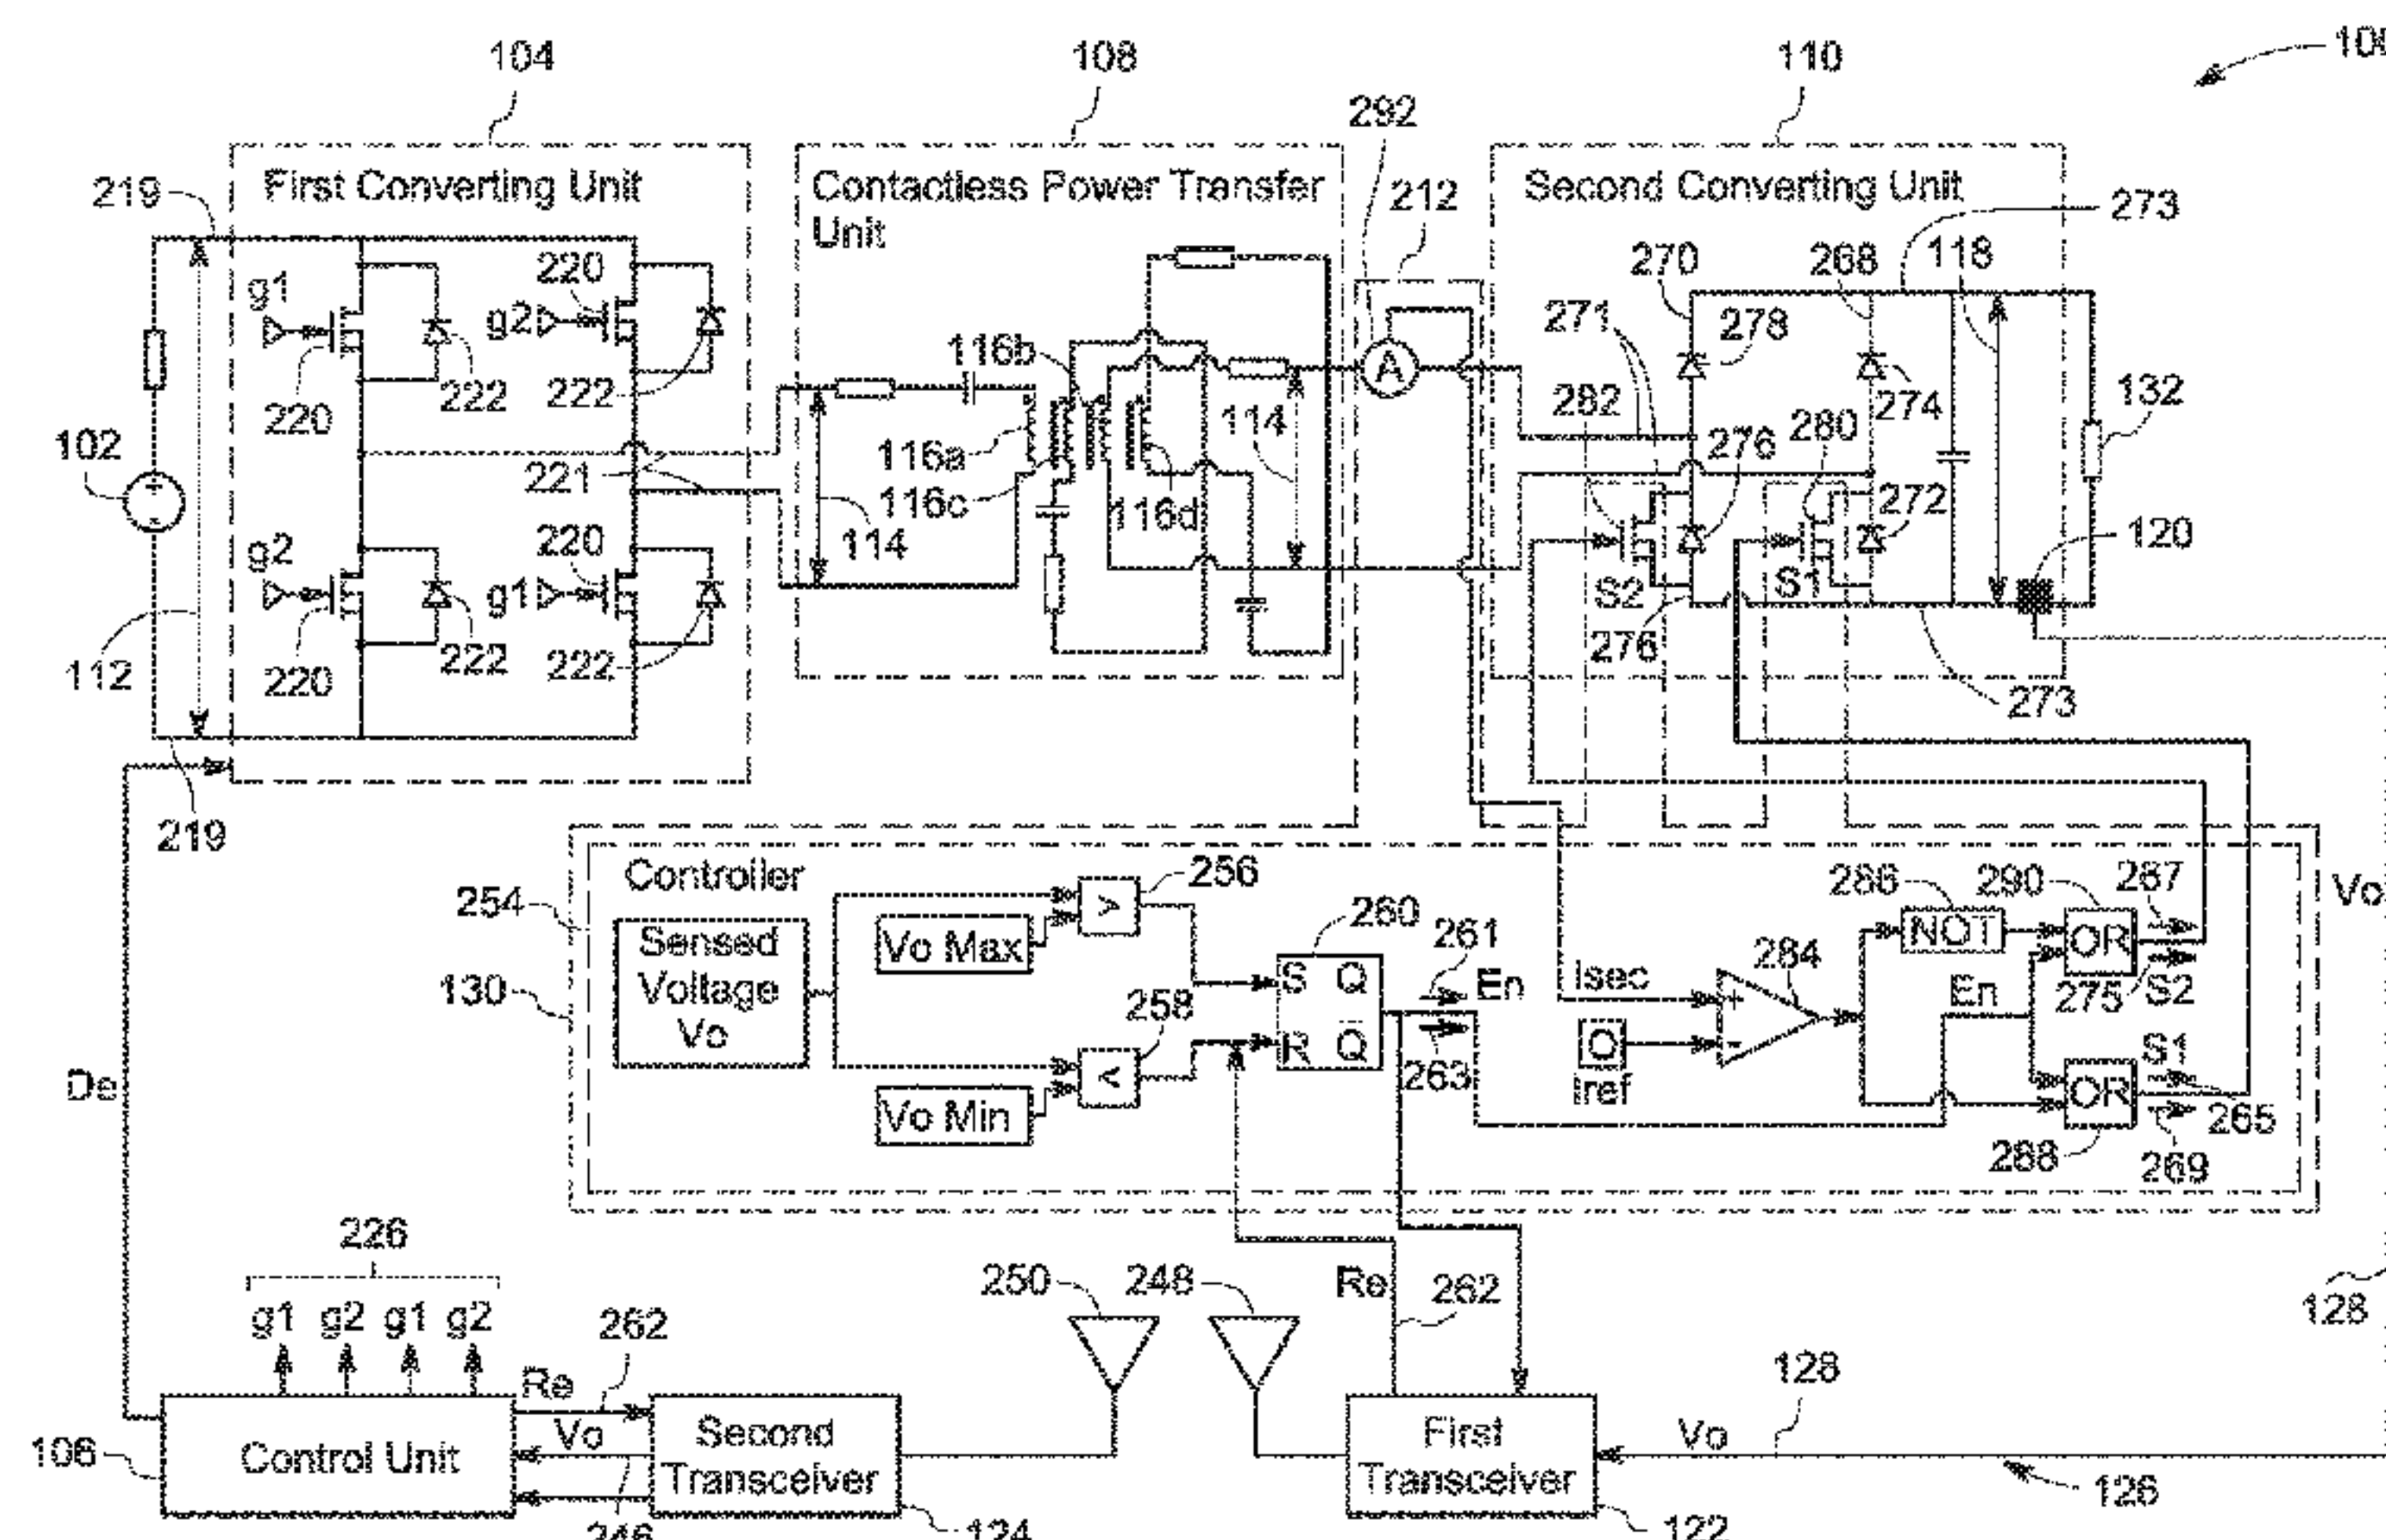 104
108
110
292
219
First Converting Unit
Contactless Power Transfer
Unit
212
Second Converting Unit
273
g1
220
g2
270
268
118
278
271
116b
222
220
222
282
280
274
132
102
116a
114
276
221
116c
116d
272
g2
220
g1
114
120
S2
S1
276
112
220
222
222
273
219
Controller
256
254
Sensed
Voltage
Vo
Vo Max
>
260
286
290
287
Vo
261
NOT
OR
130
S Q
En
Isec
284
En
275
S2
258
R Q
263
+
-
O
Iref
S1
De
<
Vo Min
OR
265
288
269
226
250
248
Re
262
128
g1 g2 g1 g2
262
Re
128
Vo
Vo
106
Control Unit
Second
Transceiver
First
Transceiver
126
246
124
122